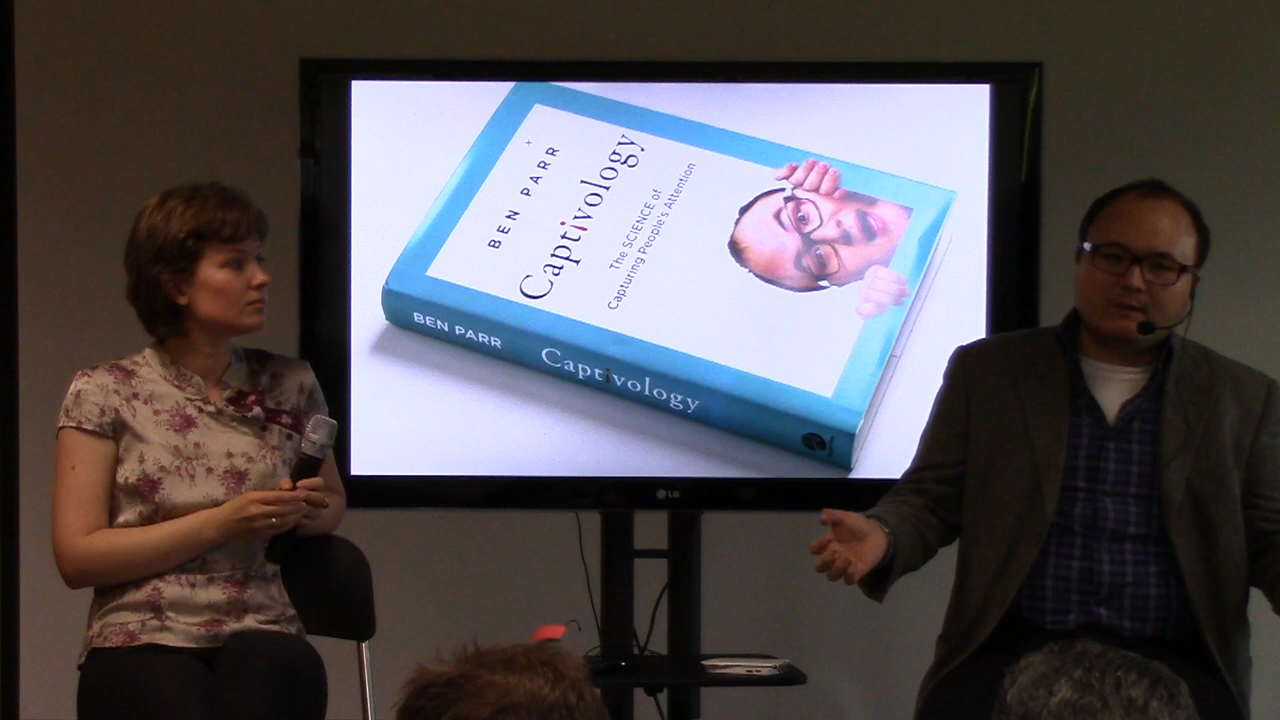 BEN PARR
Captivology
The SCIENCE of
Capturing People's Attention
BEN PARR
Captivology
LG